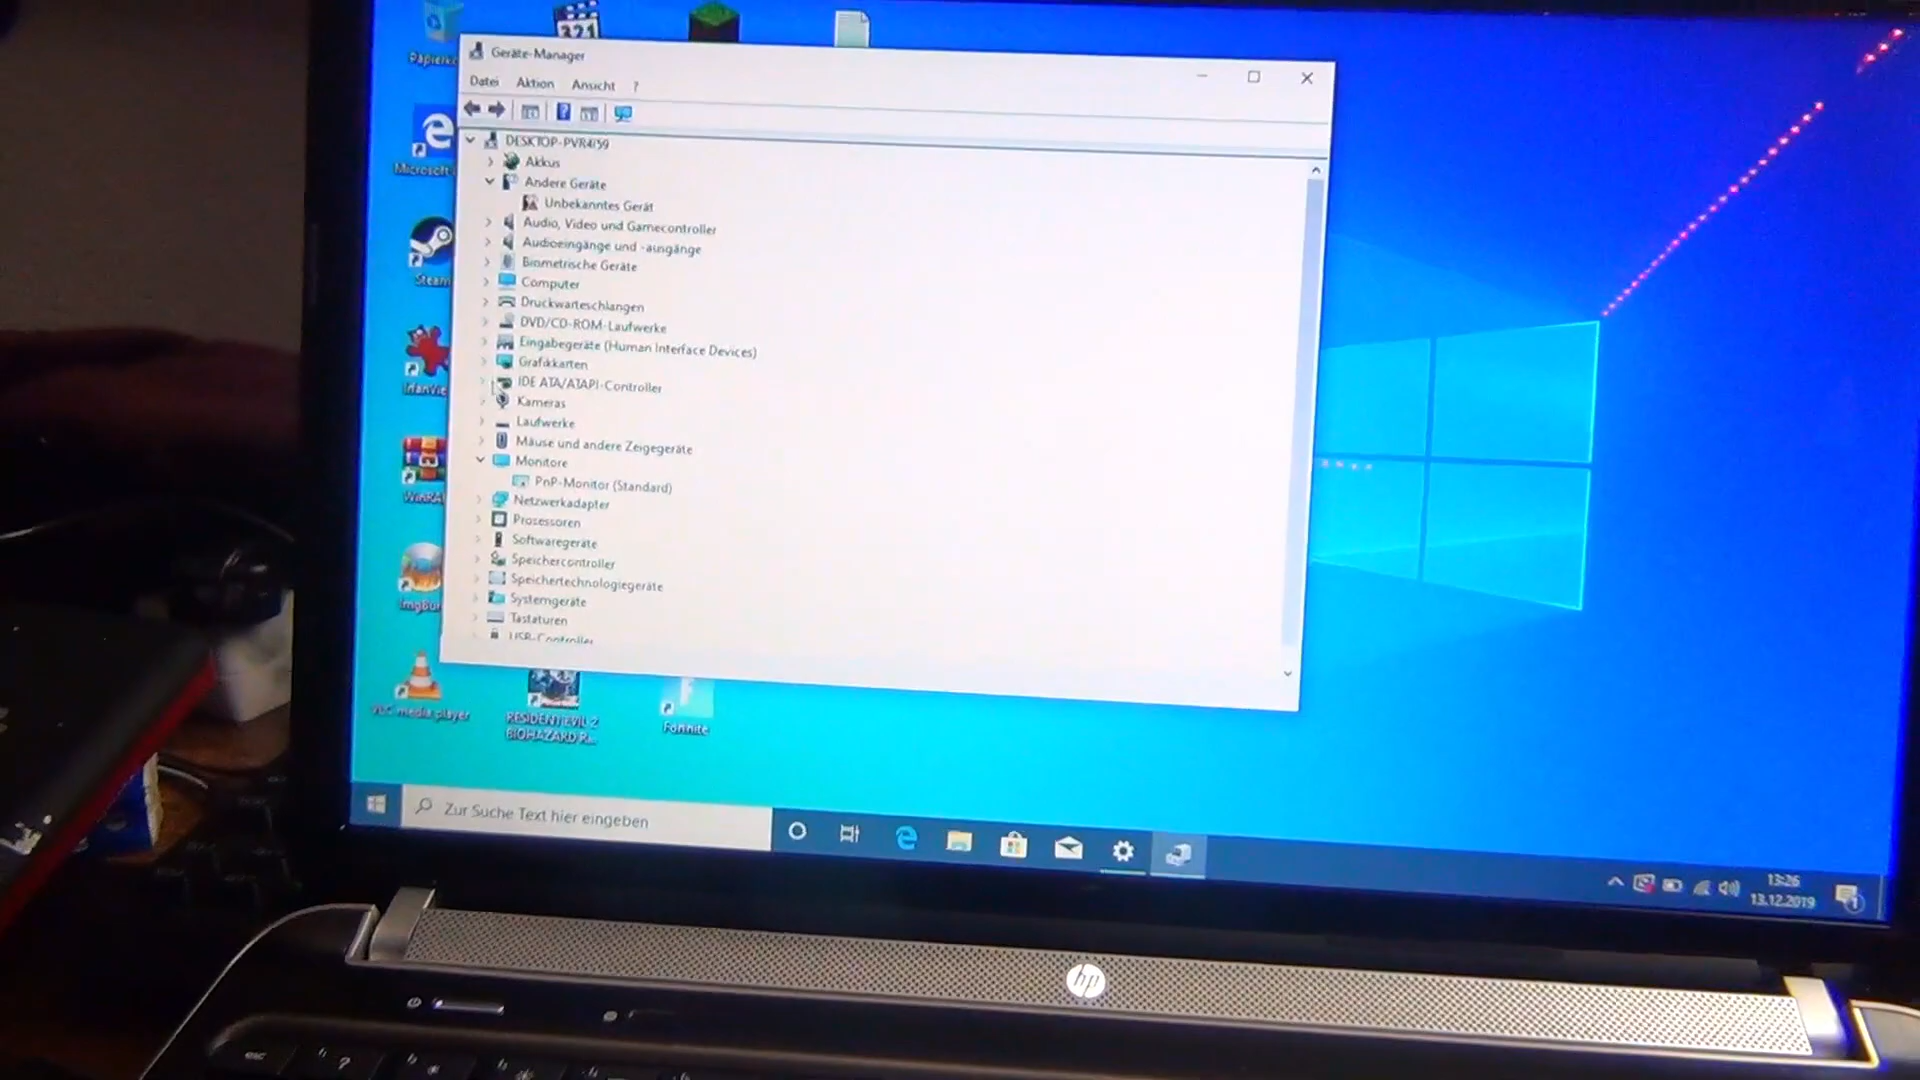 321
Papierko
Geräte-Manager
Datei Aktion Ansicht ?
Akkus
Andere Geräte
Unbekanntes Gerät
Audio, Video und Gamecontroller
Audioeingänge und -ausgänge
Biometrische Geräte
Computer
Druckwarteschlangen
DVD/CD-ROM-Laufwerke
Eingabegeräte (Human Interface Devices)
Grafikkarten
IDE ATA/ATAPI-Controller
Kameras
Laufwerke
Mäuse und andere Zeigegeräte
Monitore
PnP-Monitor (Standard)
Netzwerkadapter
Prozessoren
Softwaregeräte
Speichercontroller
Speichertechnologiegeräte
Systemgeräte
Tastaturen
USB-Controller
Microsoft
Steam
IrfanVie
WinRA
ImgBur
VLC media player
RESIDENT EVIL 2
BIOHAZARD R...
F
Fortnite
Zur Suche Text hier eingeben
13:26
13.12.2019
1
hp
esc
?